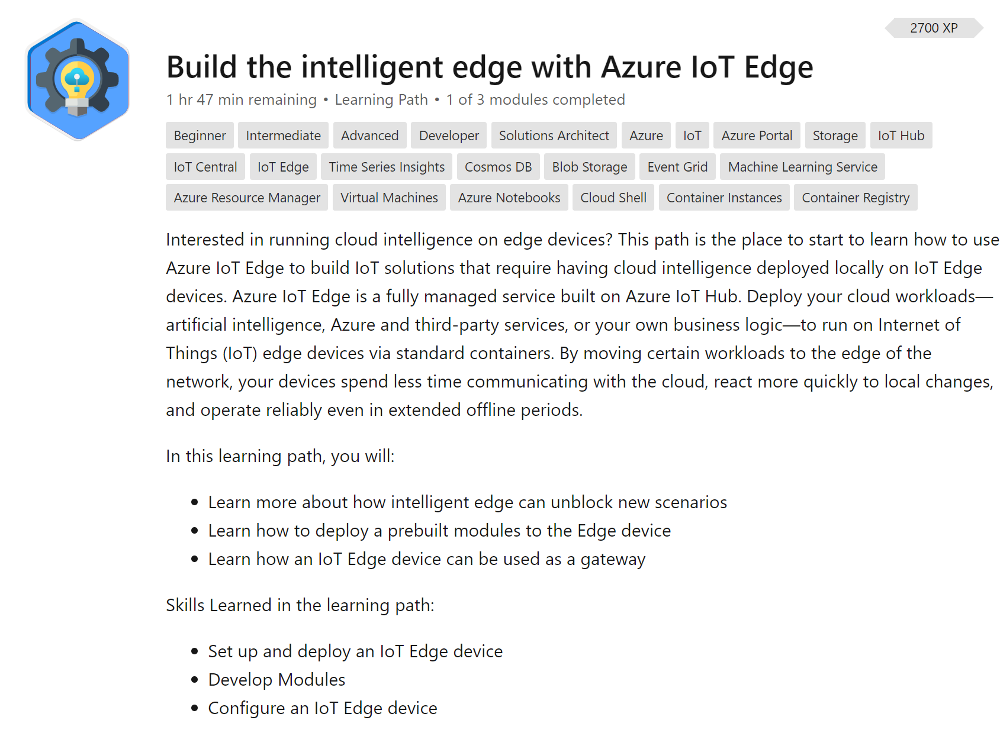 2700 XP
Build the intelligent edge with Azure IoT Edge
1 hr 47 min remaining • Learning Path • 1 of 3 modules completed
Beginner Intermediate Advanced Developer Solutions Architect Azure IoT Azure Portal Storage IoT Hub
IoT Central IoT Edge Time Series Insights Cosmos DB Blob Storage Event Grid Machine Learning Service
Azure Resource Manager Virtual Machines Azure Notebooks Cloud Shell Container Instances Container Registry
Interested in running cloud intelligence on edge devices? This path is the place to start to learn how to use
Azure IoT Edge to build IoT solutions that require having cloud intelligence deployed locally on IoT Edge
devices. Azure IoT Edge is a fully managed service built on Azure IoT Hub. Deploy your cloud workloads—
artificial intelligence, Azure and third-party services, or your own business logic—to run on Internet of
Things (IoT) edge devices via standard containers. By moving certain workloads to the edge of the
network, your devices spend less time communicating with the cloud, react more quickly to local changes,
and operate reliably even in extended offline periods.
In this learning path, you will:
• Learn more about how intelligent edge can unblock new scenarios
• Learn how to deploy a prebuilt modules to the Edge device
• Learn how an IoT Edge device can be used as a gateway
Skills Learned in the learning path:
• Set up and deploy an IoT Edge device
• Develop Modules
• Configure an IoT Edge device